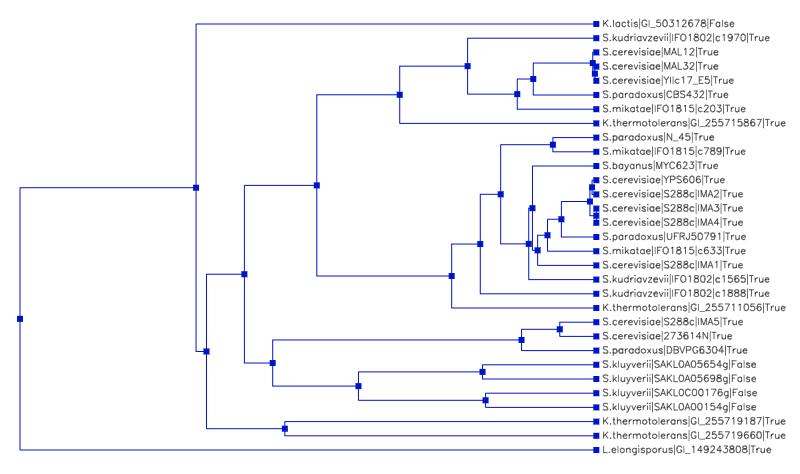 K.lactis|GI_50312678|False
S.kudriavzevii|IFO1802|c1970|True
S.cerevisiae|MAL12|True
S.cerevisiae|MAL32|True
S.cerevisiae|YIlc17_E5|True
S.paradoxus|CBS432|True
S.mikatae|IFO1815|c203|True
K.thermotolerans|GI_255715867|True
S.paradoxus|N_45|True
S.mikatae|IFO1815|c789|True
S.bayanus|MYC623|True
S.cerevisiae|YPS606|True
S.cerevisiae|S288c|IMA2|True
S.cerevisiae|S288c|IMA3|True
S.cerevisiae|S288c|IMA4|True
S.paradoxus|UFRJ50791|True
S.mikatae|IFO1815|c633|True
S.cerevisiae|S288c|IMA1|True
S.kudriavzevii|IFO1802|c1565|True
S.kudriavzevii|IFO1802|c1888|True
K.thermotolerans|GI_255711056|True
S.cerevisiae|S288c|IMA5|True
S.cerevisiae|273614N|True
S.paradoxus|DBVPG6304|True
S.kluyverii|SAKL0A05654g|False
S.kluyverii|SAKL0A05698g|False
S.kluyverii|SAKL0C00176g|False
S.kluyverii|SAKL0A00154g|False
K.thermotolerans|GI_255719187|True
K.thermotolerans|GI_255719660|True
L.elongisporus|GI_149243808|True